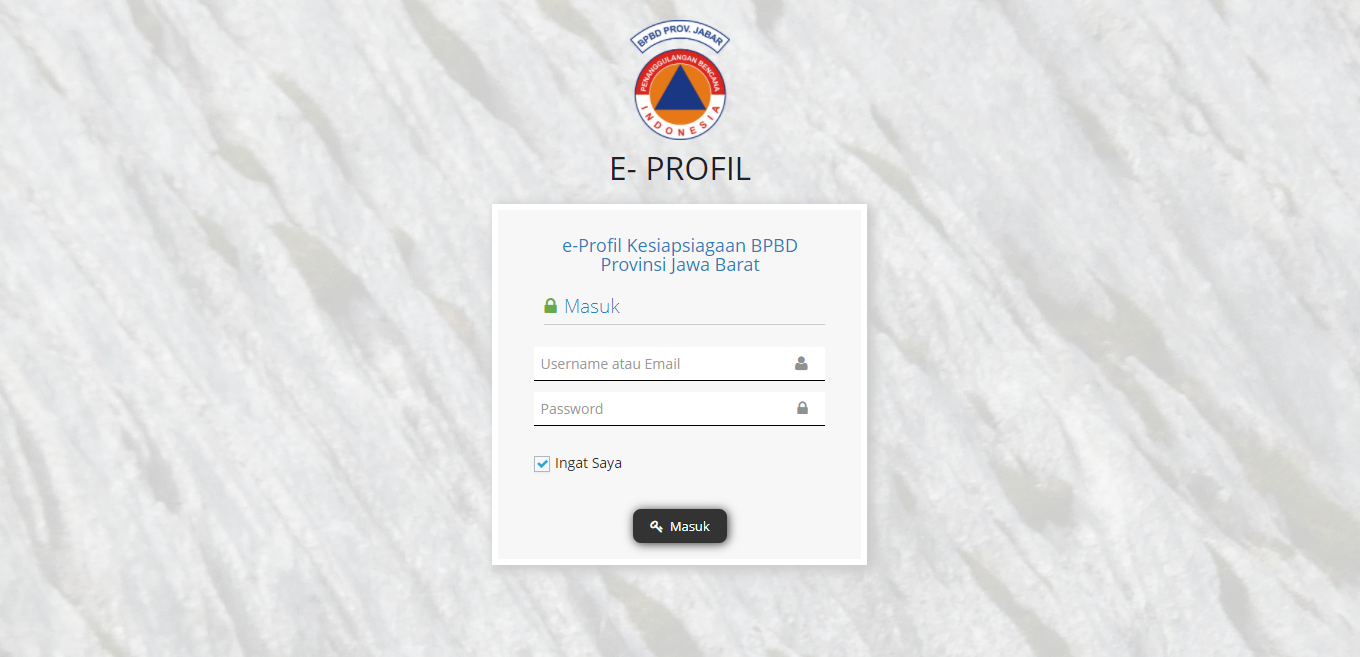 BPBD PROV. JABAR
PENANGGULANGAN BENCANA
INDONESIA
E- PROFIL
e-Profil Kesiapsiagaan BPBD
Provinsi Jawa Barat
Masuk
Username atau Email
Password
Ingat Saya
Masuk